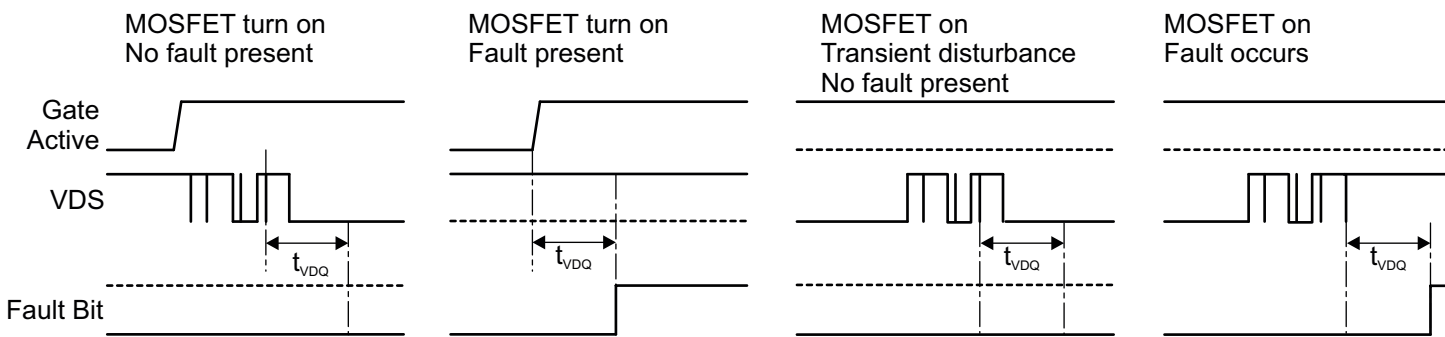 MOSFET turn on
No fault present
MOSFET turn on
Fault present
MOSFET on
Transient disturbance
No fault present
MOSFET on
Fault occurs
Gate
Active
VDS
Fault Bit
tVDQ
tVDQ
tVDQ
tVDQ